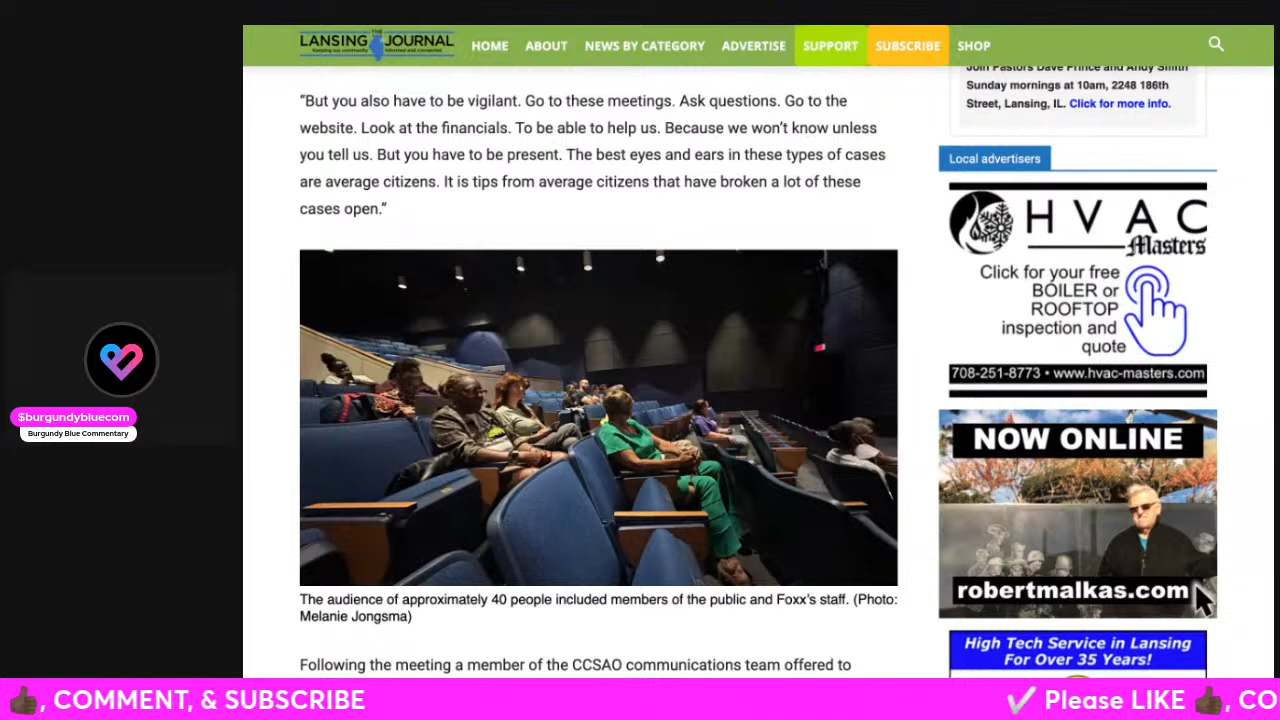 THE
LANSING JOURNAL
Keeping our community informed and connected.
HOME ABOUT NEWS BY CATEGORY ADVERTISE SUPPORT SUBSCRIBE SHOP
“But you also have to be vigilant. Go to these meetings. Ask questions. Go to the
website. Look at the financials. To be able to help us. Because we won’t know unless
you tell us. But you have to be present. The best eyes and ears in these types of cases
are average citizens. It is tips from average citizens that have broken a lot of these
cases open.”
The audience of approximately 40 people included members of the public and Foxx’s staff. (Photo:
Melanie Jongsma)
Following the meeting a member of the CCSAO communications team offered to
Join Pastors Dave Prince and Andy Smith
Sunday mornings at 10am, 2248 186th
Street, Lansing, IL. Click for more info.
Local advertisers
HVAC
Masters
Click for your free
BOILER or
ROOFTOP
inspection and
quote
708-251-8773 • www.hvac-masters.com
NOW ONLINE
robertmalkas.com
High Tech Service in Lansing
For Over 35 Years!
$burgundybluecom
Burgundy Blue Commentary
, COMMENT, & SUBSCRIBE
Please LIKE , CO